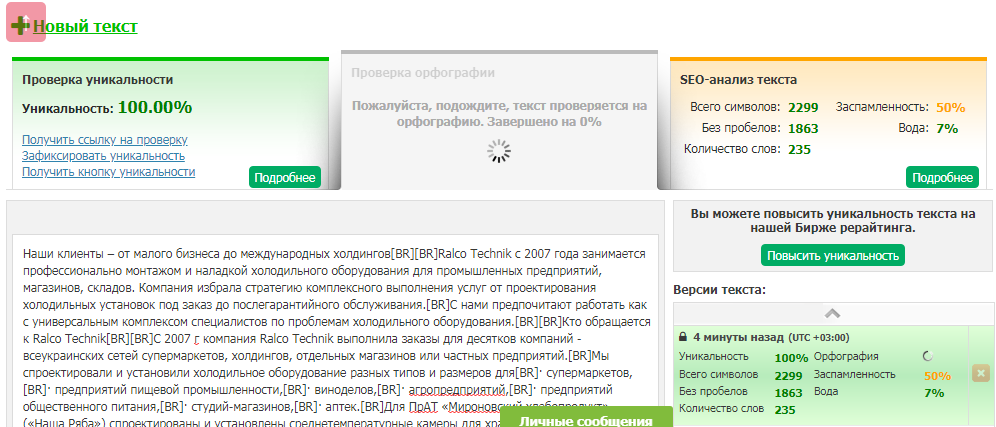 Новый текст
Проверка уникальности
Уникальность: 100.00%
Получить ссылку на проверку
Зафиксировать уникальность
Получить кнопку уникальности
Подробнее
Проверка орфографии
Пожалуйста, подождите, текст проверяется на
орфографию. Завершено на 0%
SEO-анализ текста
Всего символов: 2299 Заспамленность: 50%
Без пробелов: 1863 Вода: 7%
Количество слов: 235
Подробнее
Наши клиенты – от малого бизнеса до международных холдингов[BR][BR]Ralco Technik с 2007 года занимается
профессионально монтажом и наладкой холодильного оборудования для промышленных предприятий,
магазинов, складов. Компания избрала стратегию комплексного выполнения услуг от проектирования
холодильных установок под заказ до послегарантийного обслуживания.[BR]С нами предпочитают работать как
с универсальным комплексом специалистов по проблемам холодильного оборудования.[BR][BR]Кто обращается
к Ralco Technik[BR][BR]С 2007 г компания Ralco Technik выполнила заказы для десятков компаний -
всеукраинских сетей супермаркетов, холдингов, отдельных магазинов или частных предприятий.[BR]Мы
спроектировали и установили холодильное оборудование разных типов и размеров для[BR]· супермаркетов,
[BR]· предприятий пищевой промышленности,[BR]· виноделов,[BR]· агропредприятий,[BR]· предприятий
общественного питания,[BR]· студий-магазинов,[BR]· аптек.[BR]Для ПрАТ «Мироновский хлебопродукт»
(«Наша Ряба») спроектированы и установлены среднетемпературные камеры для
Личные сообщения
Вы можете повысить уникальность текста на
нашей Бирже рерайтинга.
Повысить уникальность
Версии текста:
4 минуты назад (UTC +03:00)
Уникальность 100% Орфография
Всего символов 2299 Заспамленность 50%
Без пробелов 1863 Вода 7%
Количество слов 235